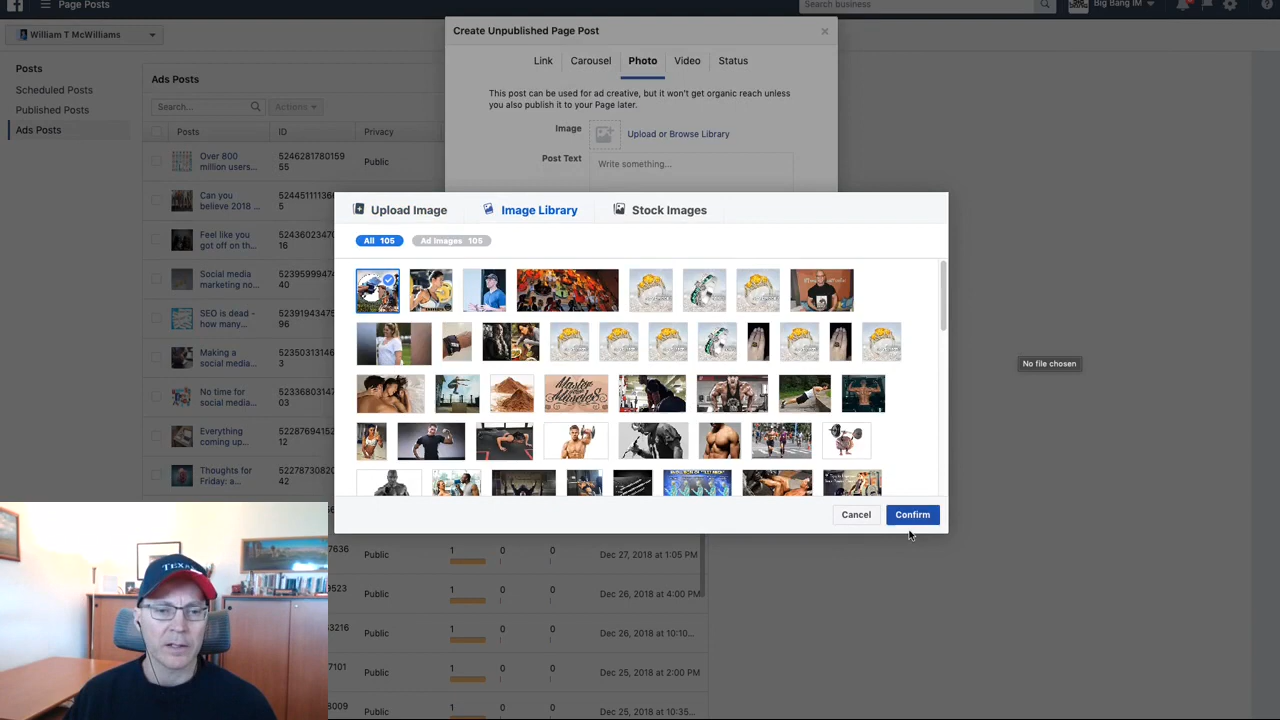 Page Posts
Search business
Big Bang IM
William T McWilliams
Create Unpublished Page Post
Link Carousel Photo Video Status
This post can be used for ad creative, but it won't get organic reach unless
you also publish it to your Page later.
Image
Upload or Browse Library
Post Text
Write something...
Posts
Scheduled Posts
Published Posts
Ads Posts
Ads Posts
Search...
Actions
Posts ID Privacy
Over 800
million users...
5246281780159
55
Public
Can you
believe 2018 ...
Feel like you
got off on th...
Social media
marketing no...
SEO is dead -
how many...
Making a
social media...
No time for
social media...
Everything
coming up...
Thoughts for
Friday: a...
Upload Image
Image Library
Stock Images
All 105
Ad Images 105
Master
Muscles
No file chosen
Cancel
Confirm
7636 Public 1 0 0 Dec 27, 2018 at 1:05 PM
9523 Public 1 0 0 Dec 26, 2018 at 4:00 PM
63216 Public 1 0 0 Dec 26, 2018 at 10:10...
7101 Public 1 0 0 Dec 25, 2018 at 2:00 PM
0211 Public 1 0 0 Dec 25, 2018 at 10:35...
TEXAS